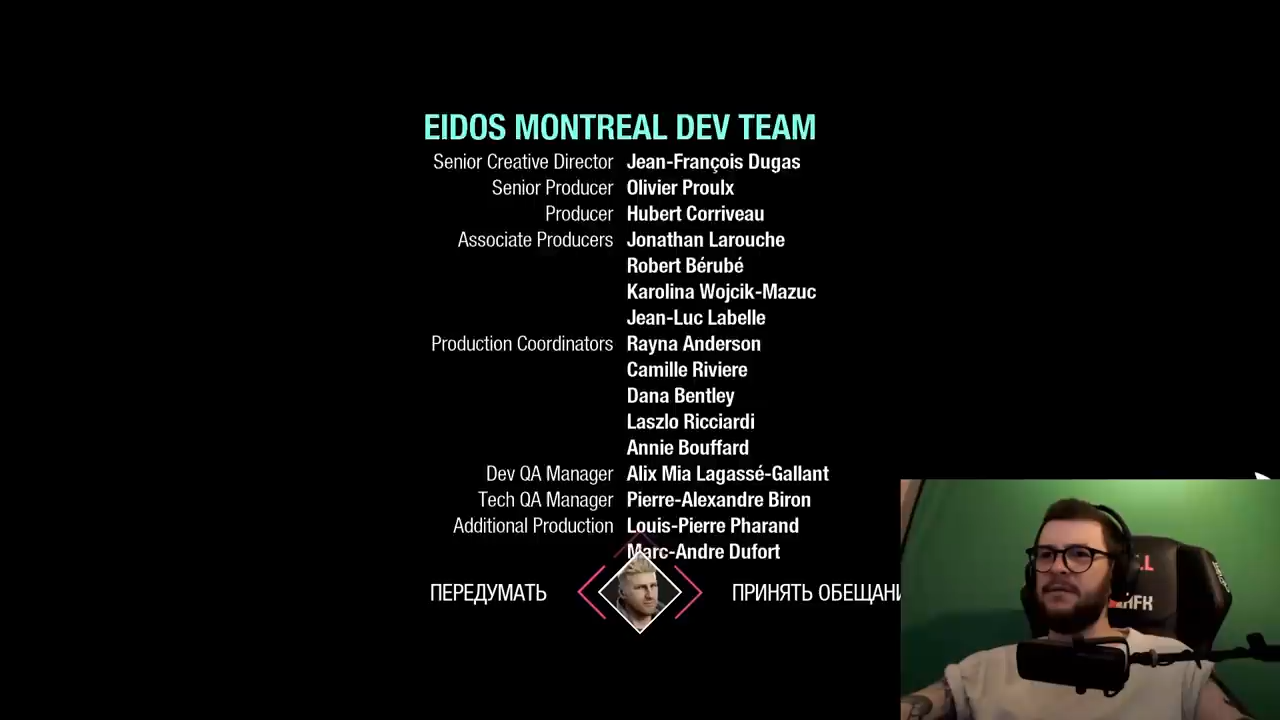 EIDOS MONTREAL DEV TEAM
Senior Creative Director Jean-François Dugas
Senior Producer Olivier Proulx
Producer Hubert Corriveau
Associate Producers Jonathan Larouche
Robert Bérubé
Karolina Wojcik-Mazuc
Jean-Luc Labelle
Production Coordinators Rayna Anderson
Camille Riviere
Dana Bentley
Laszlo Ricciardi
Annie Bouffard
Dev QA Manager Alix Mia Lagassé-Gallant
Tech QA Manager Pierre-Alexandre Biron
Additional Production Louis-Pierre Pharand
Marc-Andre Dufort
ПЕРЕДУМАТЬ
ПРИНЯТЬ ОБЕЩАНИ